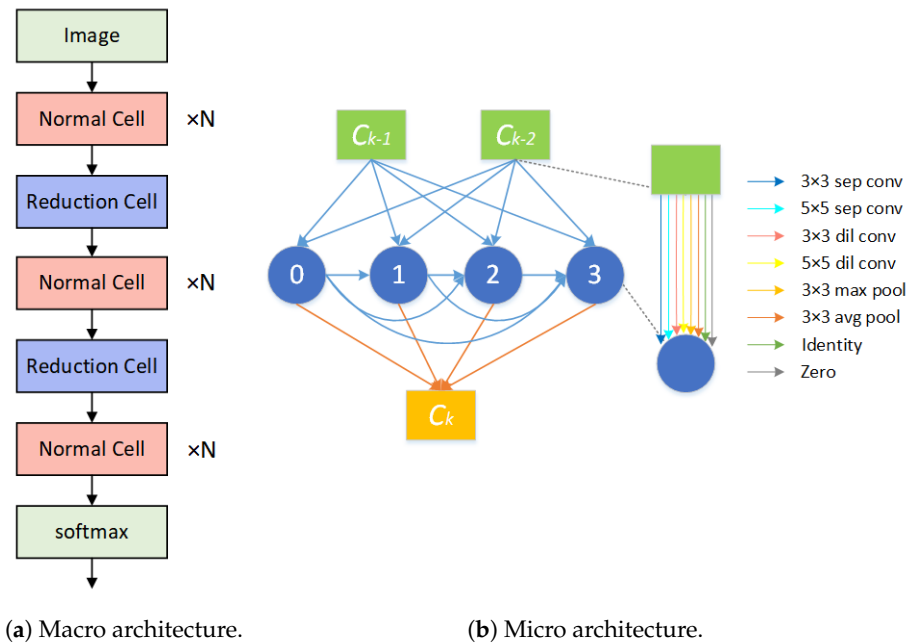 Image
Normal Cell ×N
Reduction Cell
Normal Cell ×N
Reduction Cell
Normal Cell ×N
softmax
(a) Macro architecture.
Ck-1 Ck-2
0 1 2 3
Ck
3×3 sep conv
5×5 sep conv
3×3 dil conv
5×5 dil conv
3×3 max pool
3×3 avg pool
Identity
Zero
(b) Micro architecture.